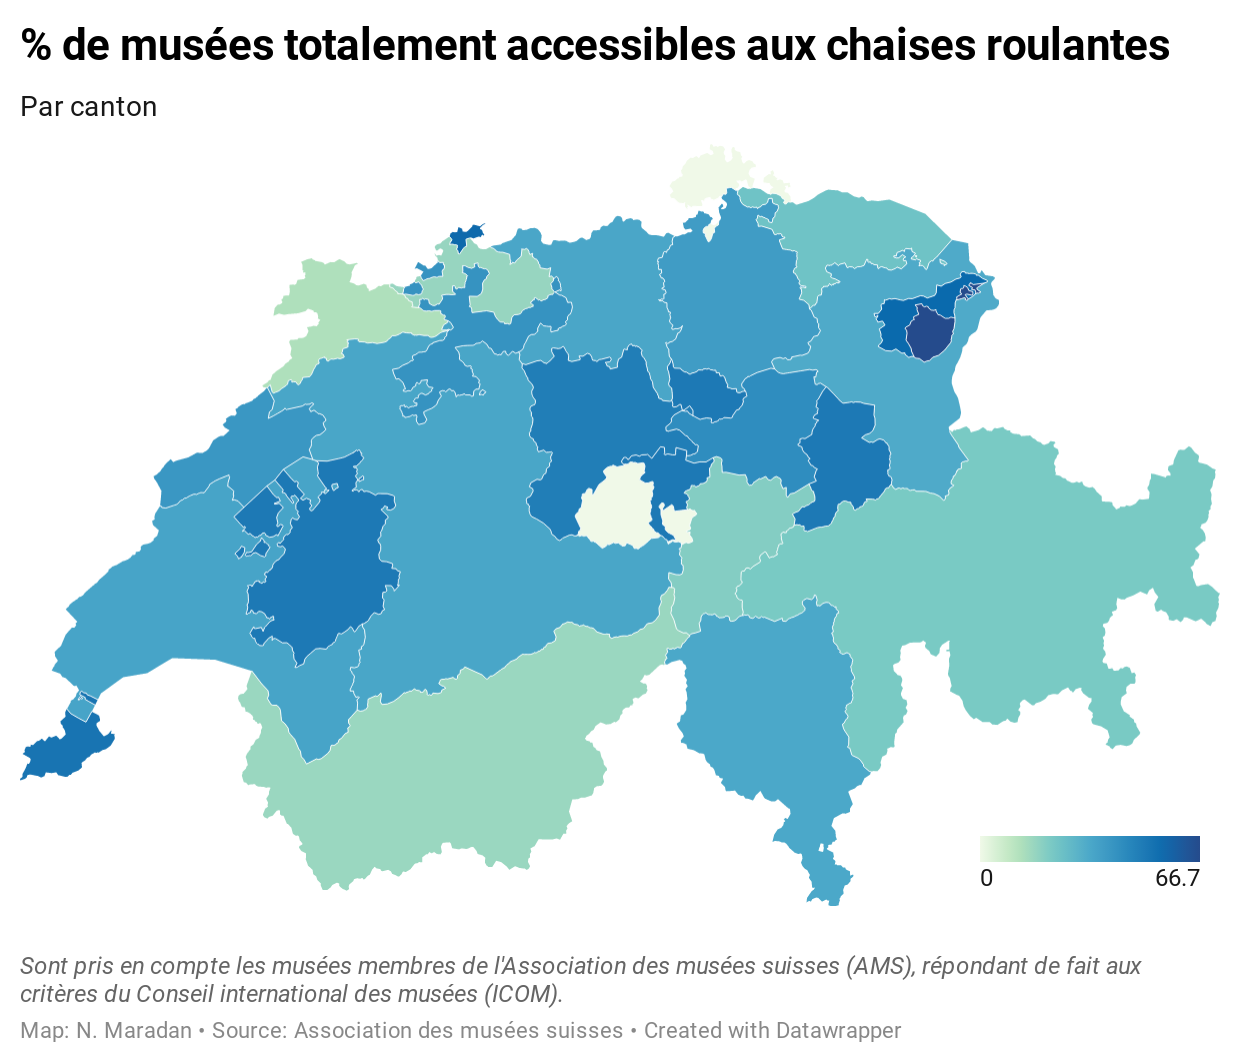 % de musées totalement accessibles aux chaises roulantes
Par canton
0
66.7
Sont pris en compte les musées membres de l'Association des musées suisses (AMS), répondant de fait aux
critères du Conseil international des musées (ICOM).
Map: N. Maradan • Source: Association des musées suisses • Created with Datawrapper